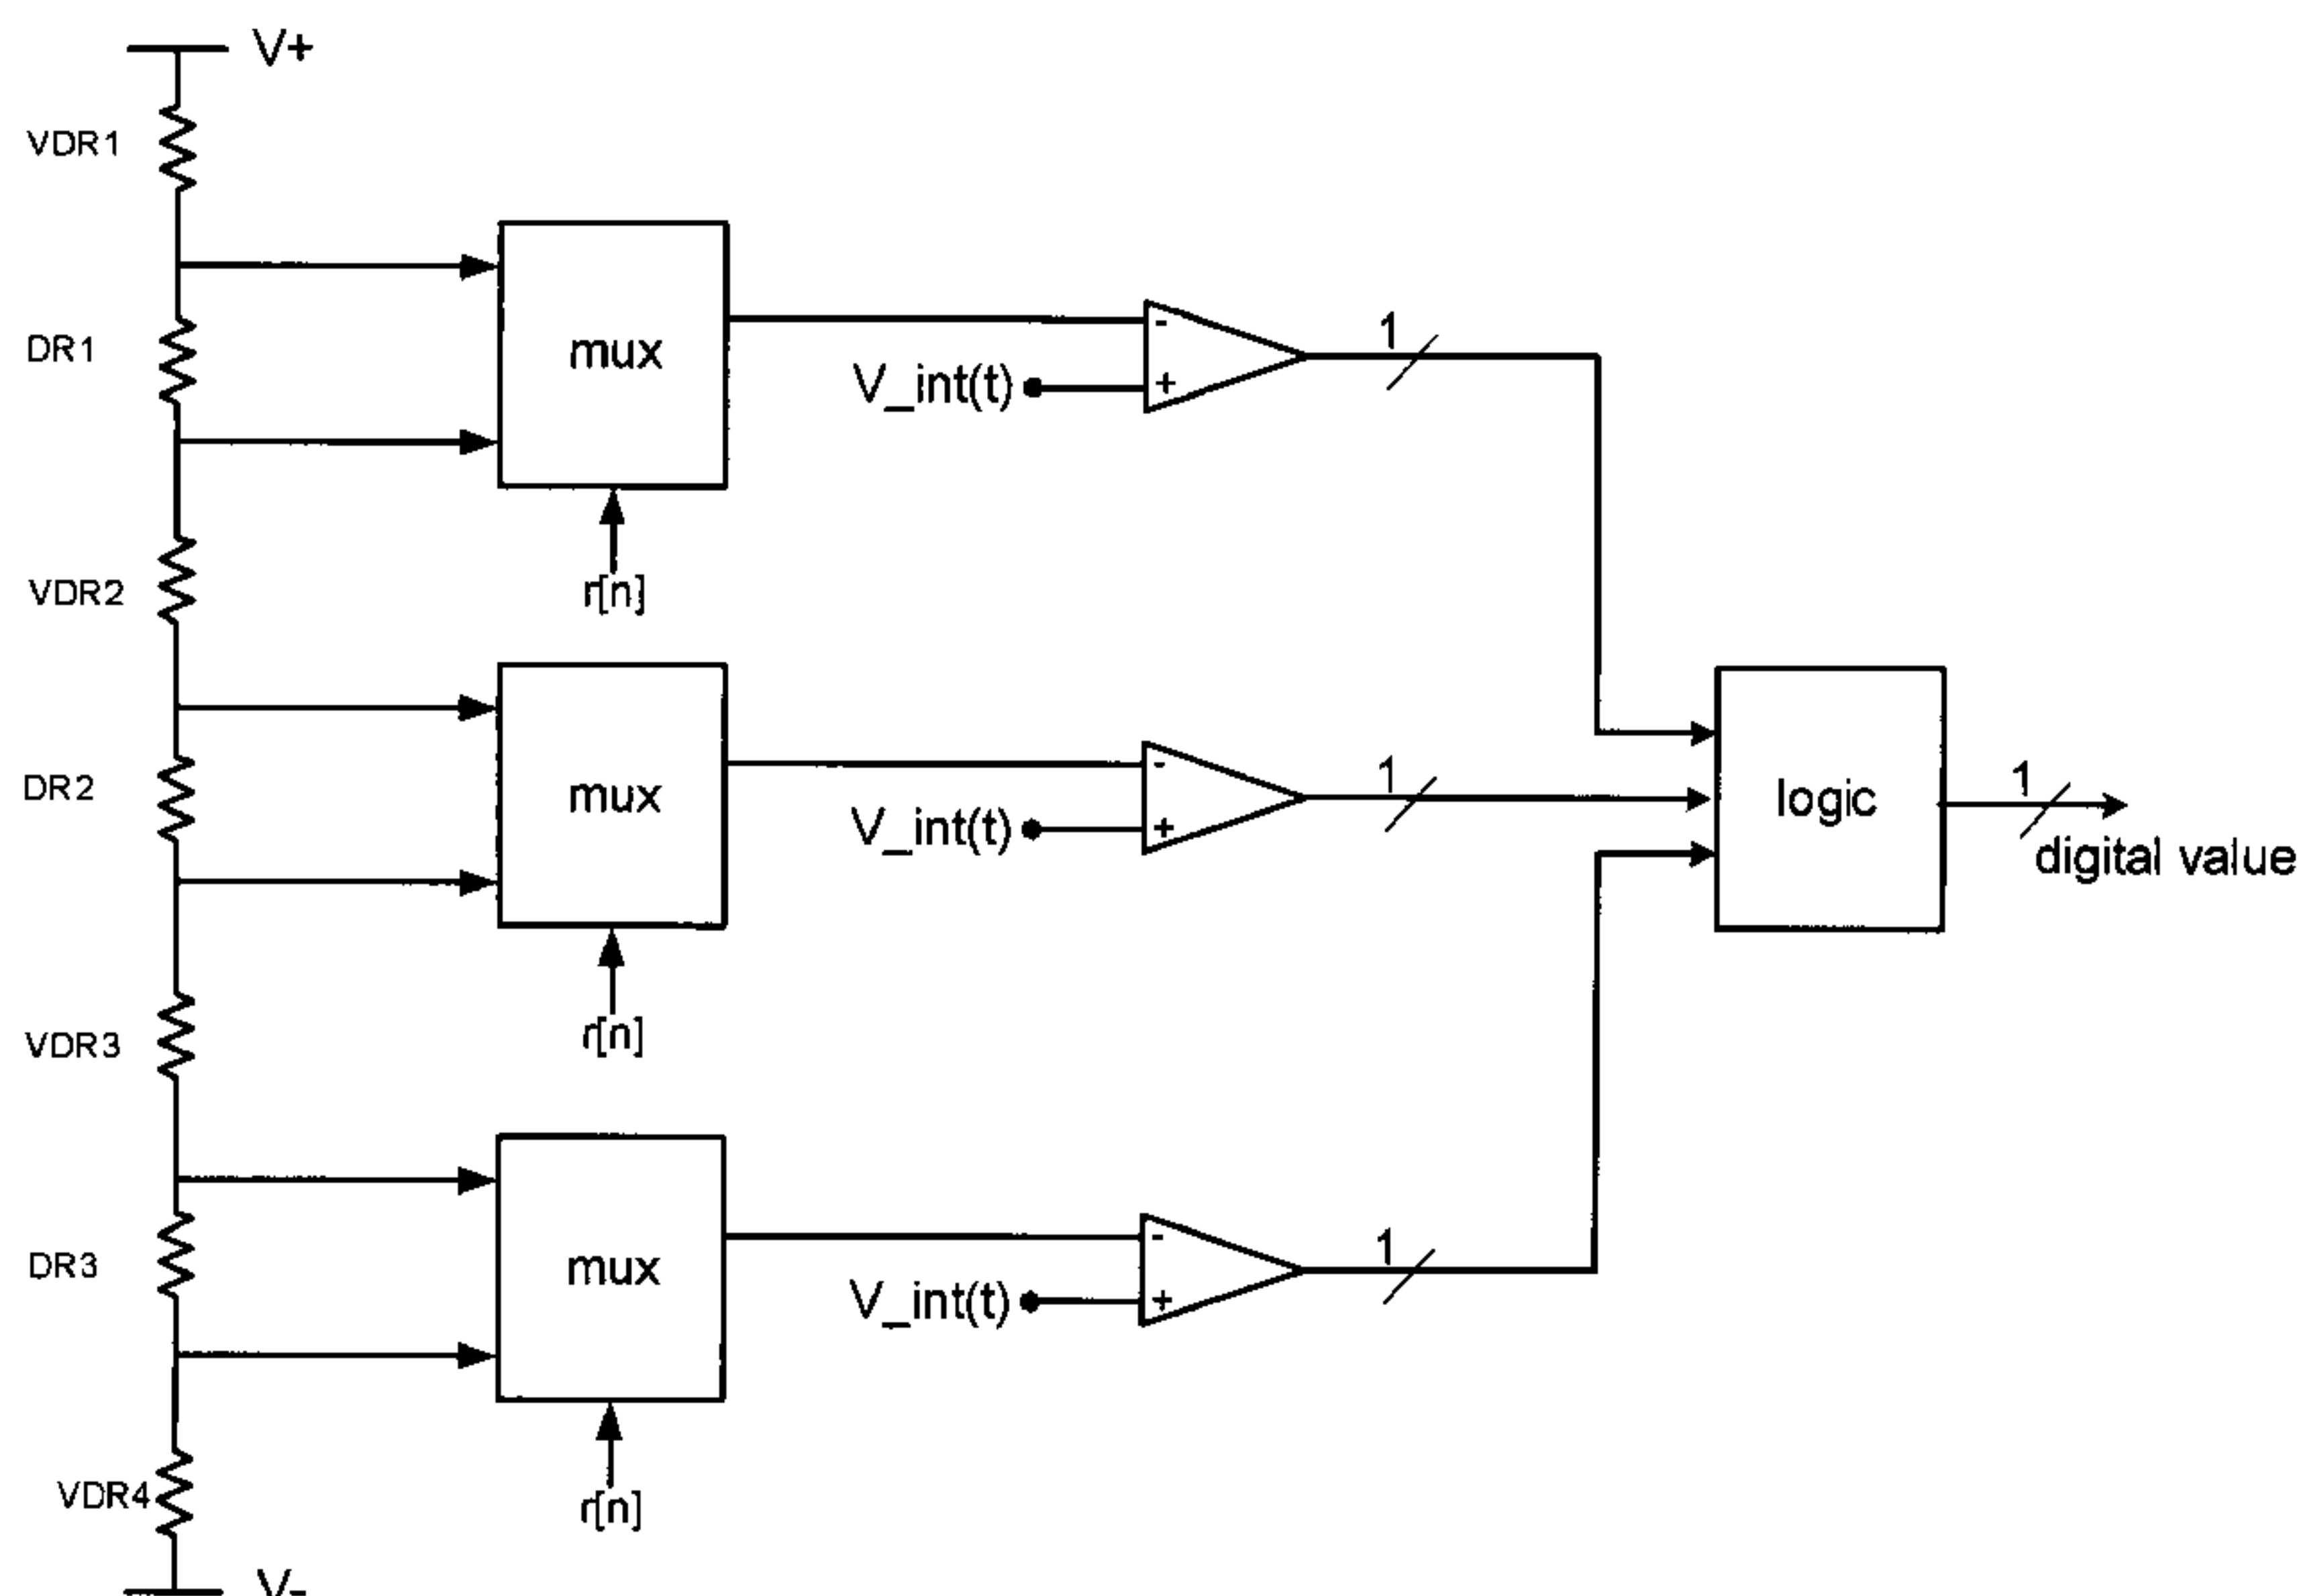 V+
VDR1
DR1
mux
-
V_int(t)
+
1
r[n]
VDR2
DR2
mux
-
V_int(t)
+
1
logic
1
digital value
r[n]
VDR3
DR3
mux
-
V_int(t)
+
1
r[n]
VDR4
V-